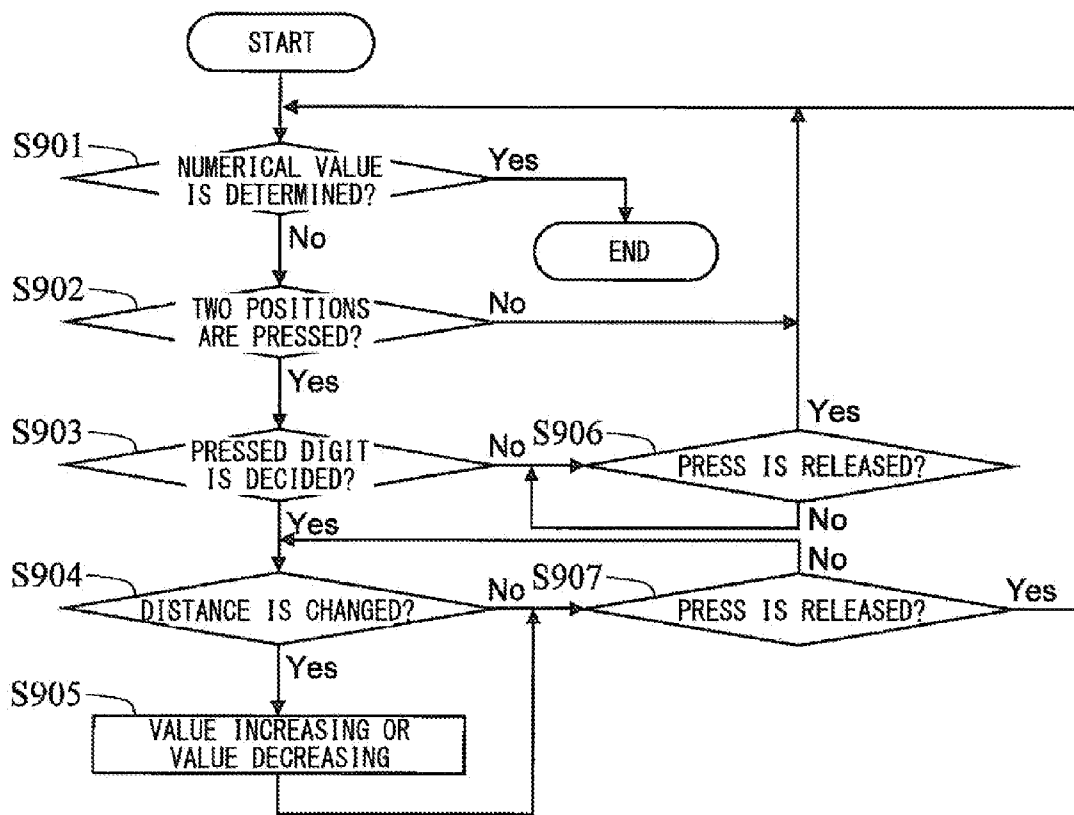 START
S901
NUMERICAL VALUE
IS DETERMINED?
Yes
No
END
S902
TWO POSITIONS
ARE PRESSED?
No
Yes
S903
PRESSED DIGIT
IS DECIDED?
No
Yes
S906
PRESS IS RELEASED?
Yes
No
S904
DISTANCE IS CHANGED?
No
Yes
S907
PRESS IS RELEASED?
No
Yes
S905
VALUE INCREASING OR
VALUE DECREASING